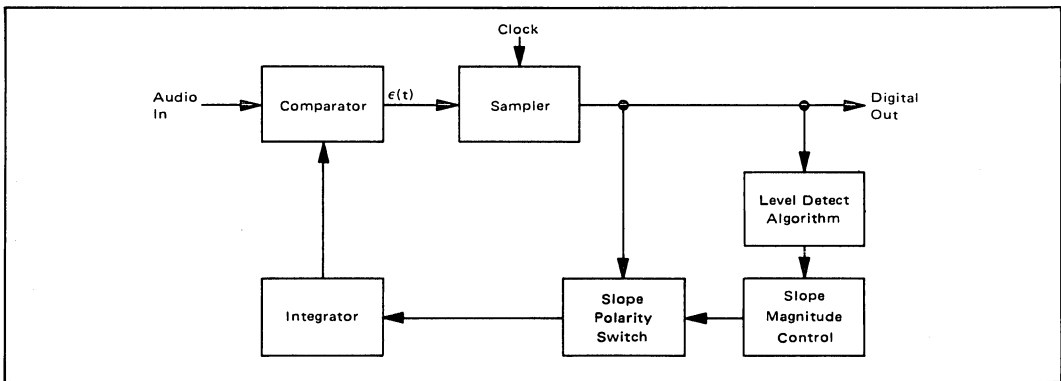 Clock
Audio
In
Comparator
ϵ(t)
Sampler
Digital
Out
Level Detect
Algorithm
Integrator
Slope
Polarity
Switch
Slope
Magnitude
Control